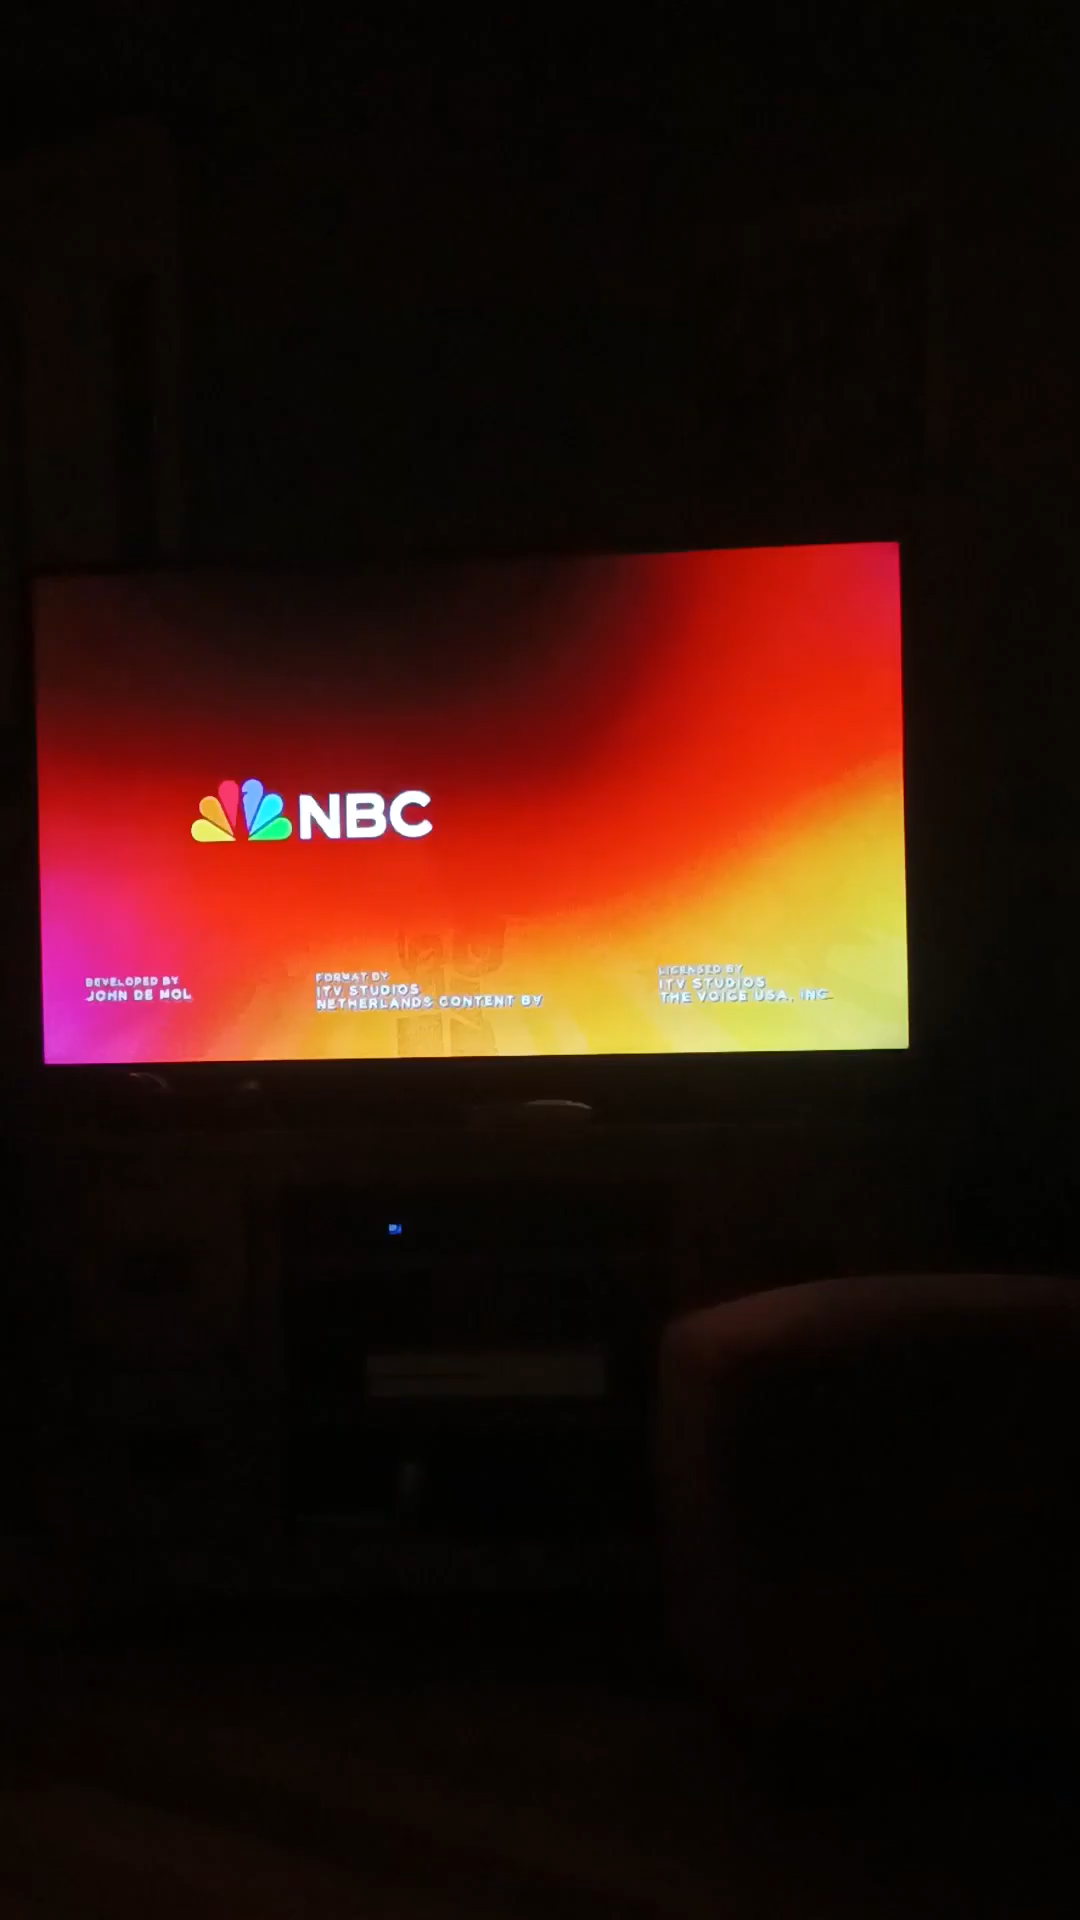 NBC
DEVELOPED BY
JOHN DE MOL
FORMAT BY
ITV STUDIOS
NETHERLANDS CONTENT BV
LICENSED BY
ITV STUDIOS
THE VOICE USA, INC.